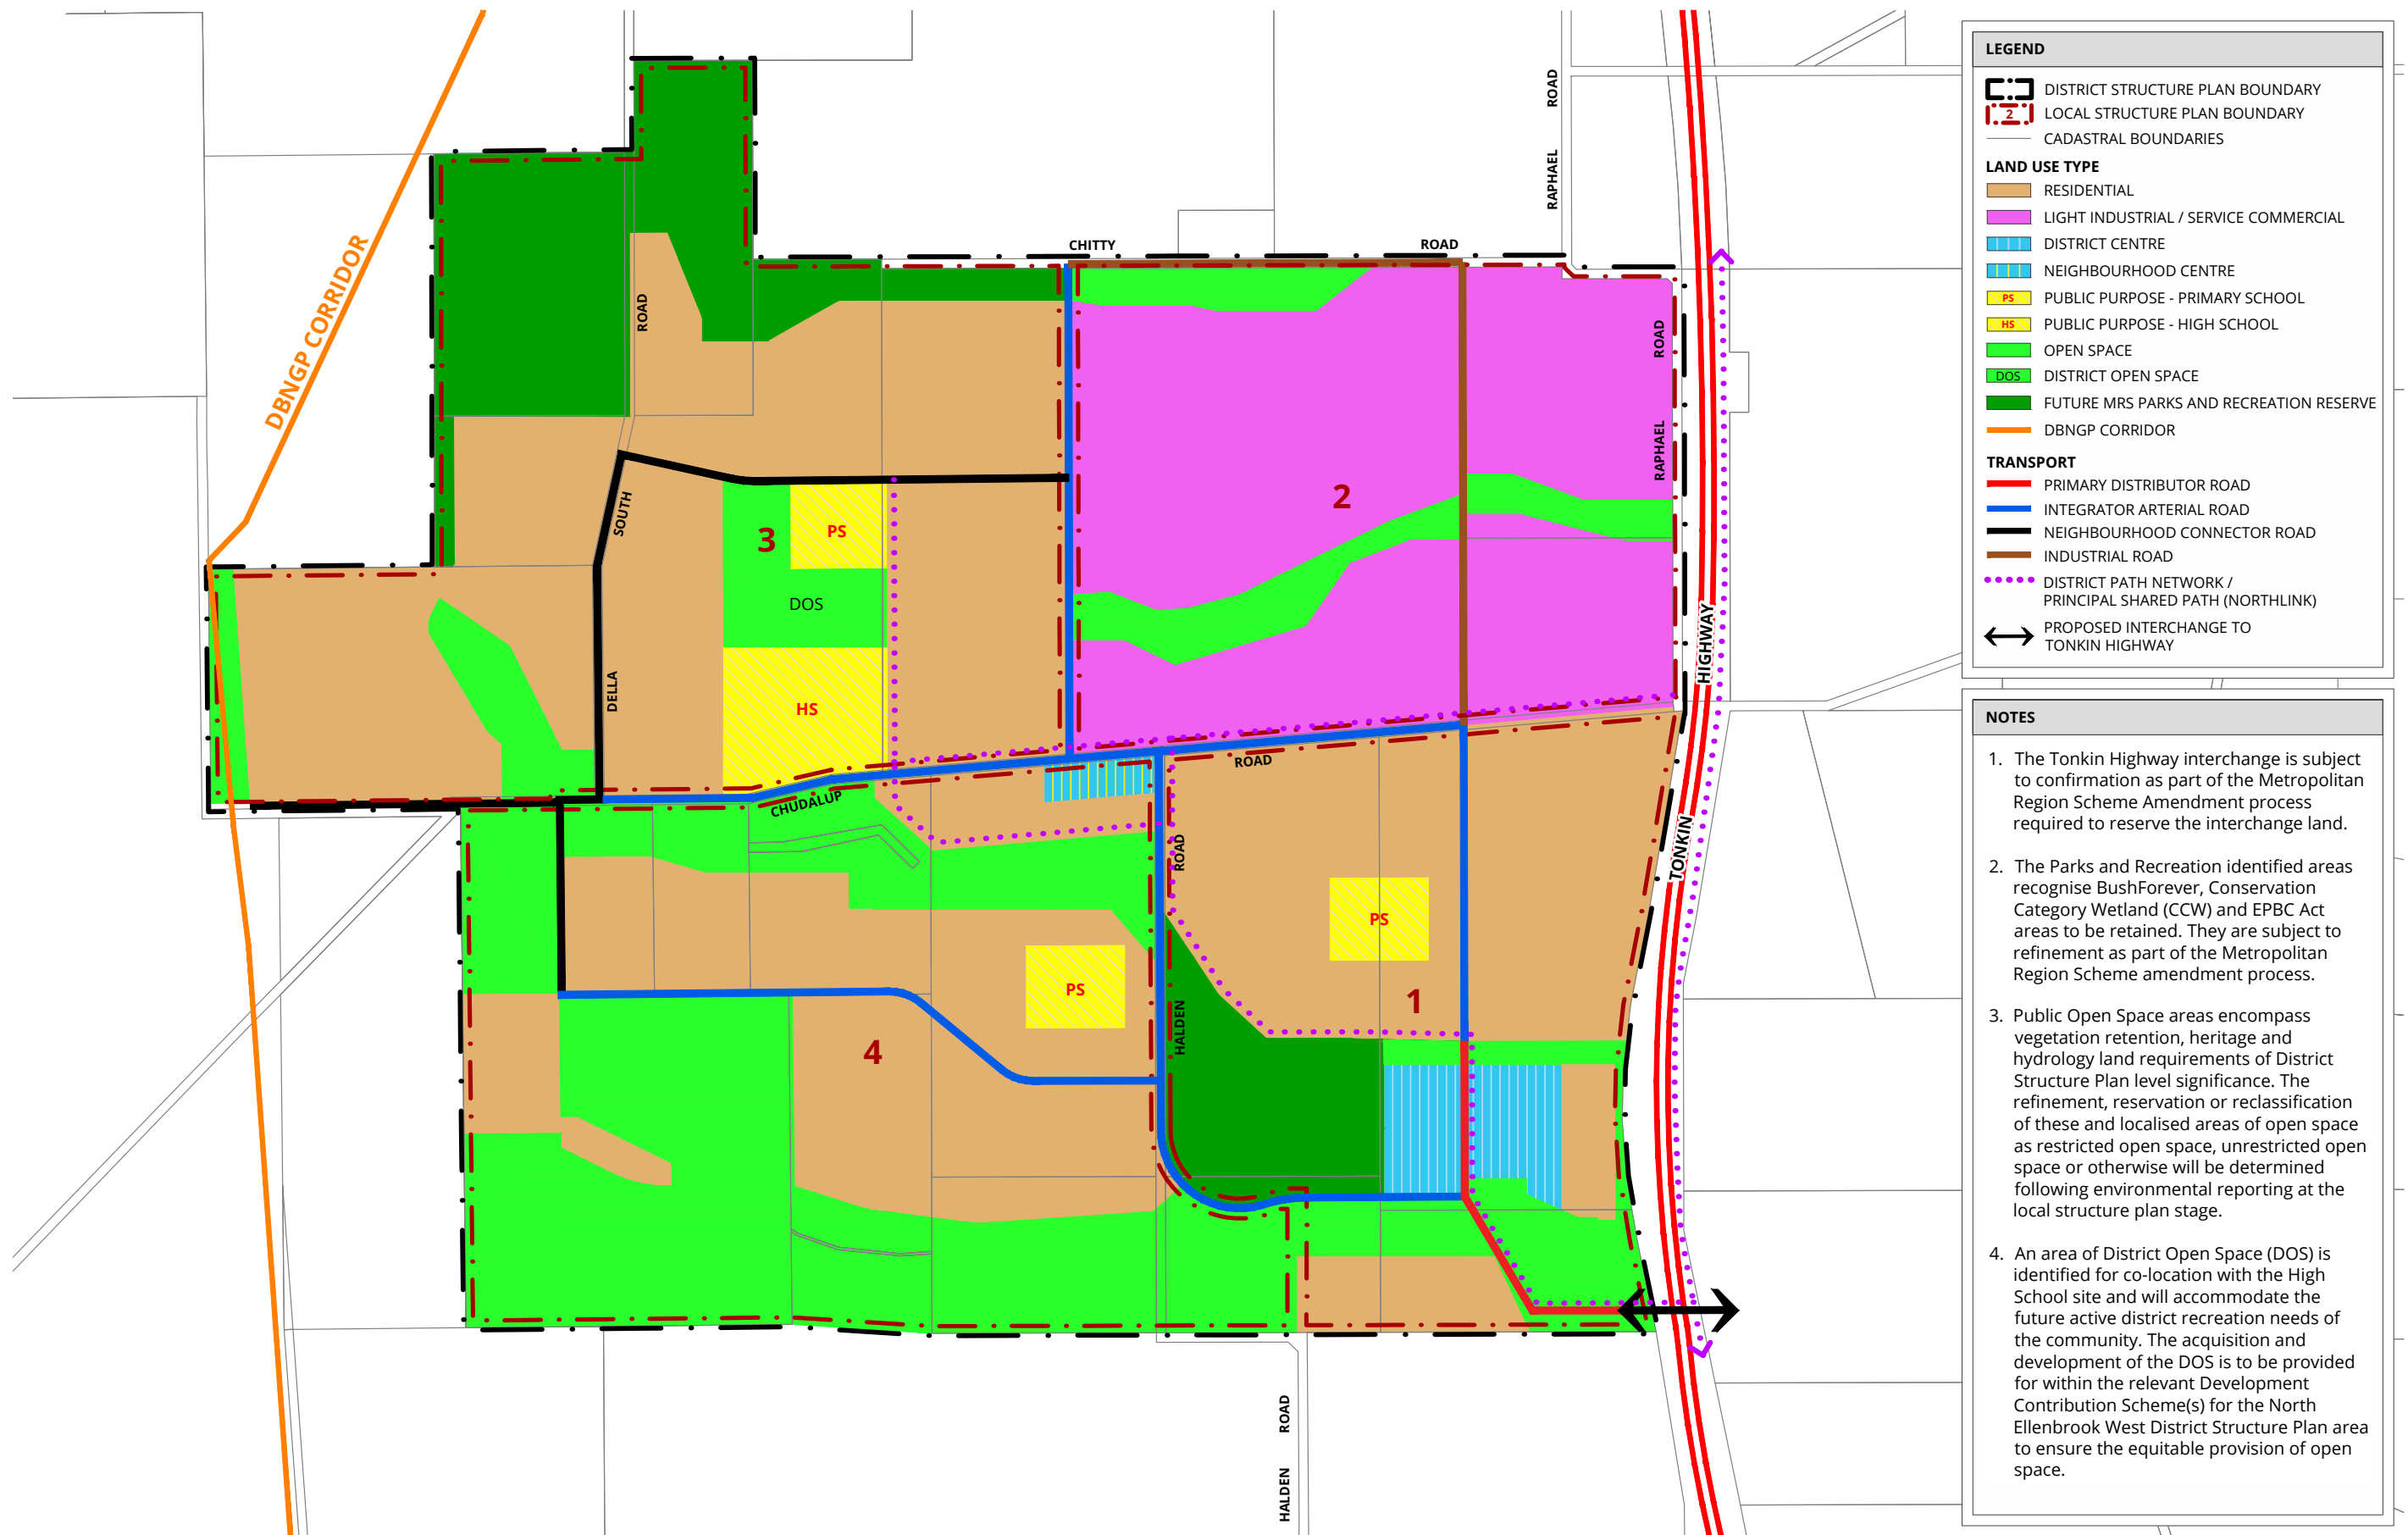 ROAD
RAPHAEL
CHITTY
ROAD
DBNGP CORRIDOR
ROAD
ROAD
RAPHAEL
2
SOUTH
3
PS
DOS
HIGHWAY
DELLA
HS
ROAD
CHUDALUP
ROAD
TONKIN
PS
PS
1
HALDEN
4
ROAD
HALDEN
LEGEND
DISTRICT STRUCTURE PLAN BOUNDARY
2 LOCAL STRUCTURE PLAN BOUNDARY
CADASTRAL BOUNDARIES
LAND USE TYPE
RESIDENTIAL
LIGHT INDUSTRIAL / SERVICE COMMERCIAL
DISTRICT CENTRE
NEIGHBOURHOOD CENTRE
PS PUBLIC PURPOSE - PRIMARY SCHOOL
HS PUBLIC PURPOSE - HIGH SCHOOL
OPEN SPACE
DOS DISTRICT OPEN SPACE
FUTURE MRS PARKS AND RECREATION RESERVE
DBNGP CORRIDOR
TRANSPORT
PRIMARY DISTRIBUTOR ROAD
INTEGRATOR ARTERIAL ROAD
NEIGHBOURHOOD CONNECTOR ROAD
INDUSTRIAL ROAD
DISTRICT PATH NETWORK /
PRINCIPAL SHARED PATH (NORTHLINK)
PROPOSED INTERCHANGE TO
TONKIN HIGHWAY
NOTES
1. The Tonkin Highway interchange is subject
to confirmation as part of the Metropolitan
Region Scheme Amendment process
required to reserve the interchange land.
2. The Parks and Recreation identified areas
recognise BushForever, Conservation
Category Wetland (CCW) and EPBC Act
areas to be retained. They are subject to
refinement as part of the Metropolitan
Region Scheme amendment process.
3. Public Open Space areas encompass
vegetation retention, heritage and
hydrology land requirements of District
Structure Plan level significance. The
refinement, reservation or reclassification
of these and localised areas of open space
as restricted open space, unrestricted open
space or otherwise will be determined
following environmental reporting at the
local structure plan stage.
4. An area of District Open Space (DOS) is
identified for co-location with the High
School site and will accommodate the
future active district recreation needs of
the community. The acquisition and
development of the DOS is to be provided
for within the relevant Development
Contribution Scheme(s) for the North
Ellenbrook West District Structure Plan area
to ensure the equitable provision of open
space.